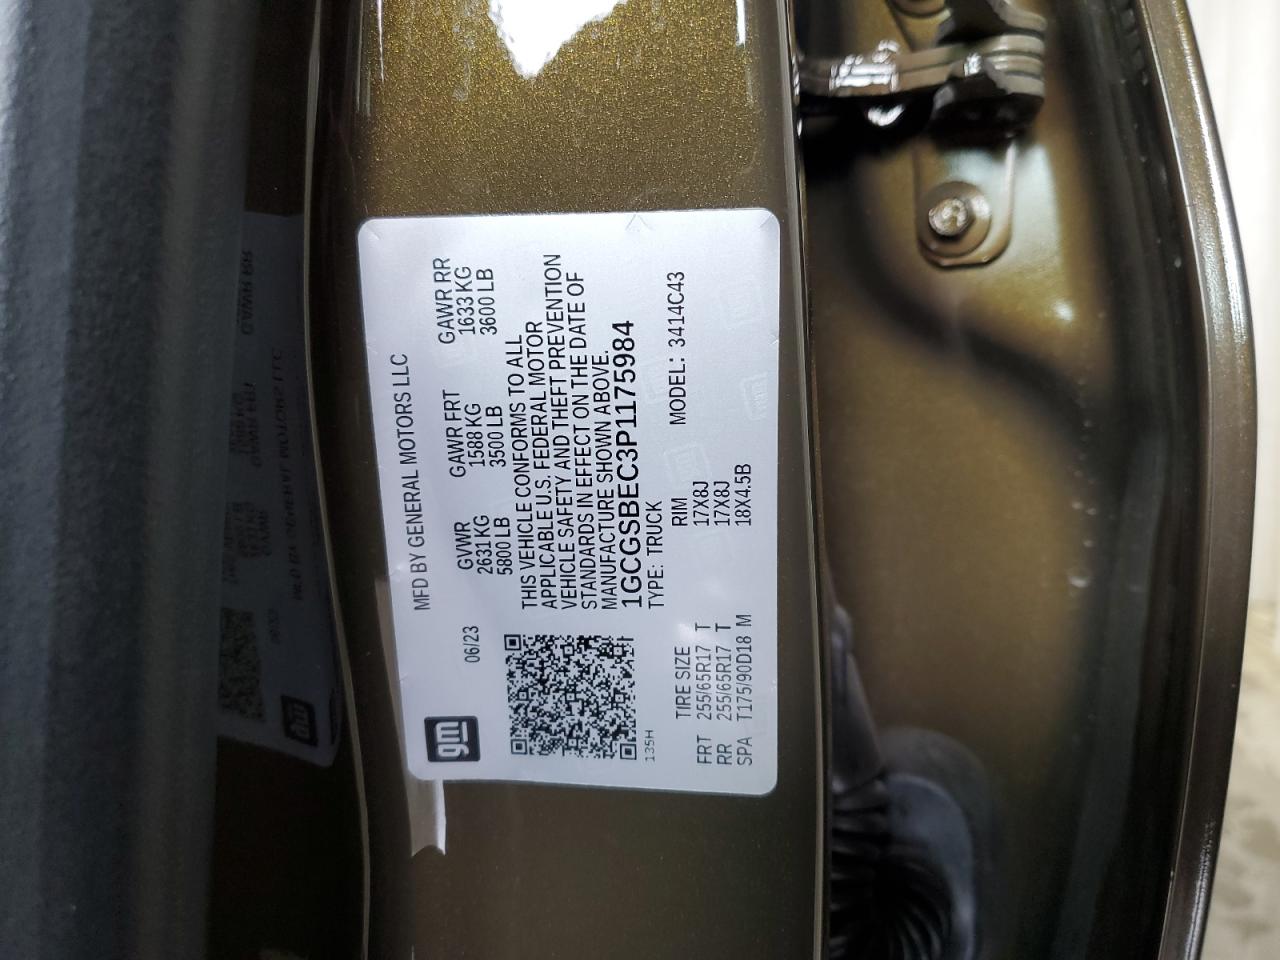 gm
MFD BY GENERAL MOTORS LLC
06/23
GVWR GAWR FRT GAWR RR
2631 KG 1588 KG 1633 KG
5800 LB 3500 LB 3600 LB
THIS VEHICLE CONFORMS TO ALL
APPLICABLE U.S. FEDERAL MOTOR
VEHICLE SAFETY AND THEFT PREVENTION
STANDARDS IN EFFECT ON THE DATE OF
MANUFACTURE SHOWN ABOVE.
1GCGSBEC3P1175984
135H
TYPE: TRUCK MODEL: 3414C43
TIRE SIZE RIM
FRT 255/65R17 T 17X8J
RR 255/65R17 T 17X8J
SPA T175/90D18 M 18X4.5B